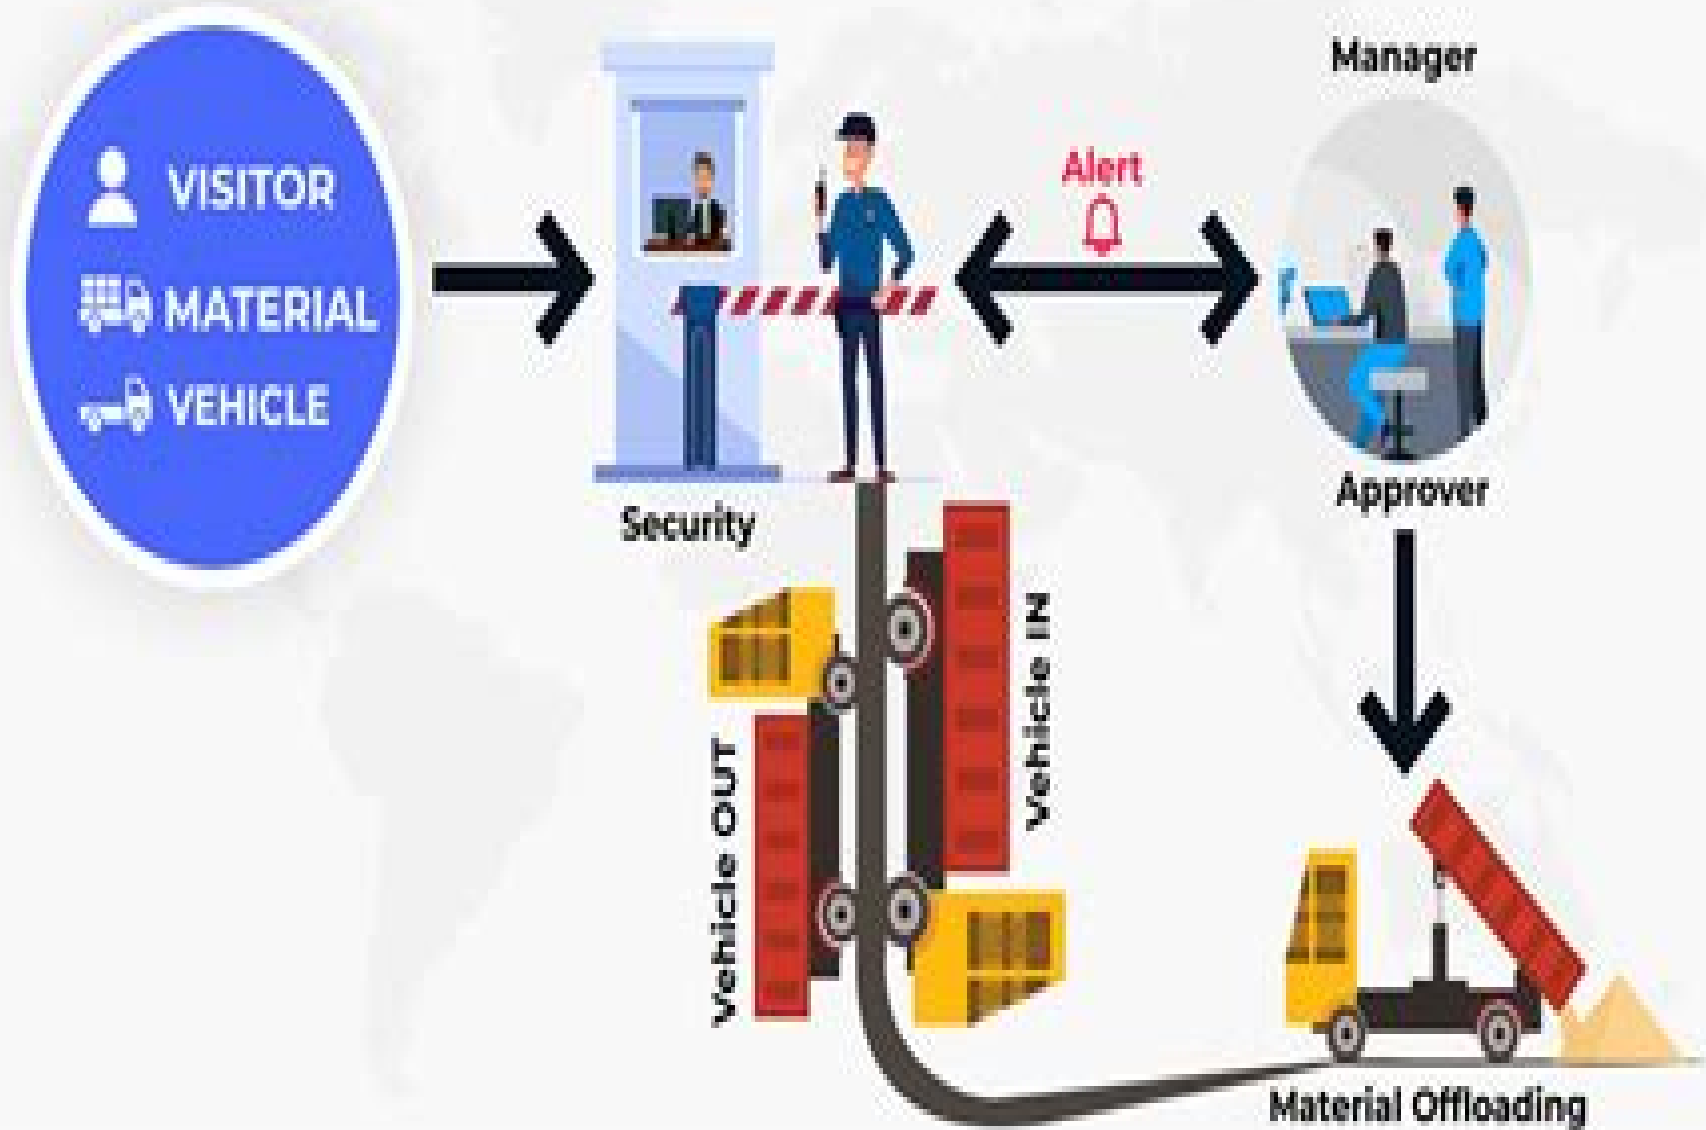 VISITOR
MATERIAL
VEHICLE
Security
Alert
Manager
Approver
Vehicle OUT
Vehicle IN
Material Offloading